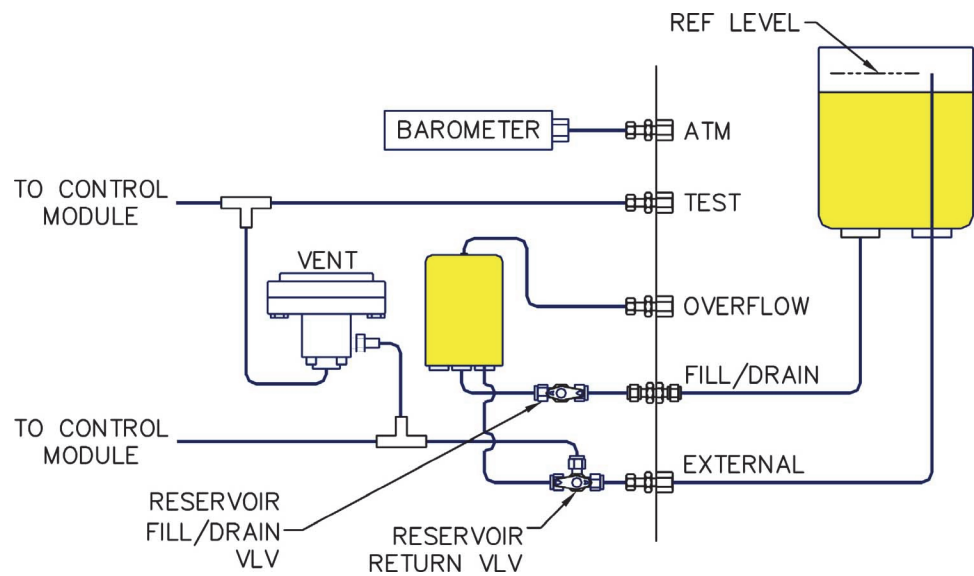 REF LEVEL
BAROMETER
ATM
TO CONTROL
MODULE
TEST
VENT
OVERFLOW
FILL/DRAIN
TO CONTROL
MODULE
EXTERNAL
RESERVOIR
FILL/DRAIN
VLV
RESERVOIR
RETURN VLV